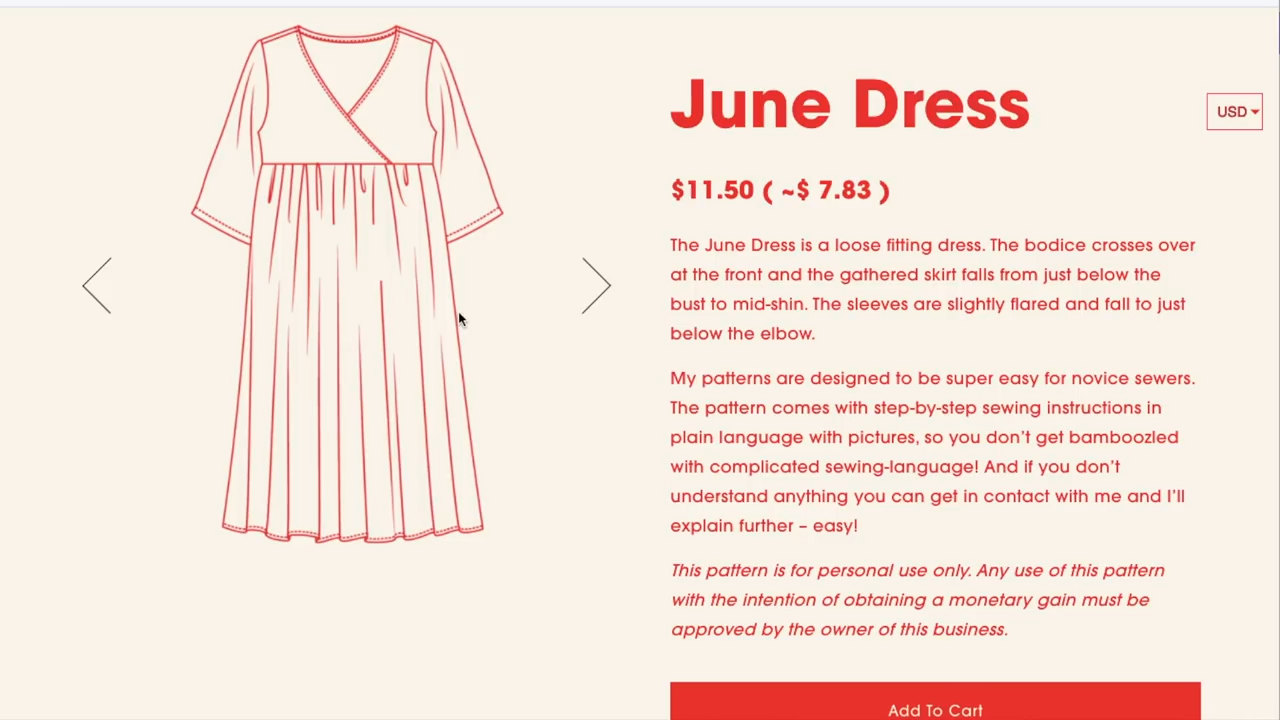 June Dress
USD
$11.50 ( ~$ 7.83 )
The June Dress is a loose fitting dress. The bodice crosses over
at the front and the gathered skirt falls from just below the
bust to mid-shin. The sleeves are slightly flared and fall to just
below the elbow.
My patterns are designed to be super easy for novice sewers.
The pattern comes with step-by-step sewing instructions in
plain language with pictures, so you don’t get bamboozled
with complicated sewing-language! And if you don’t
understand anything you can get in contact with me and I’ll
explain further – easy!
This pattern is for personal use only. Any use of this pattern
with the intention of obtaining a monetary gain must be
approved by the owner of this business.
Add To Cart